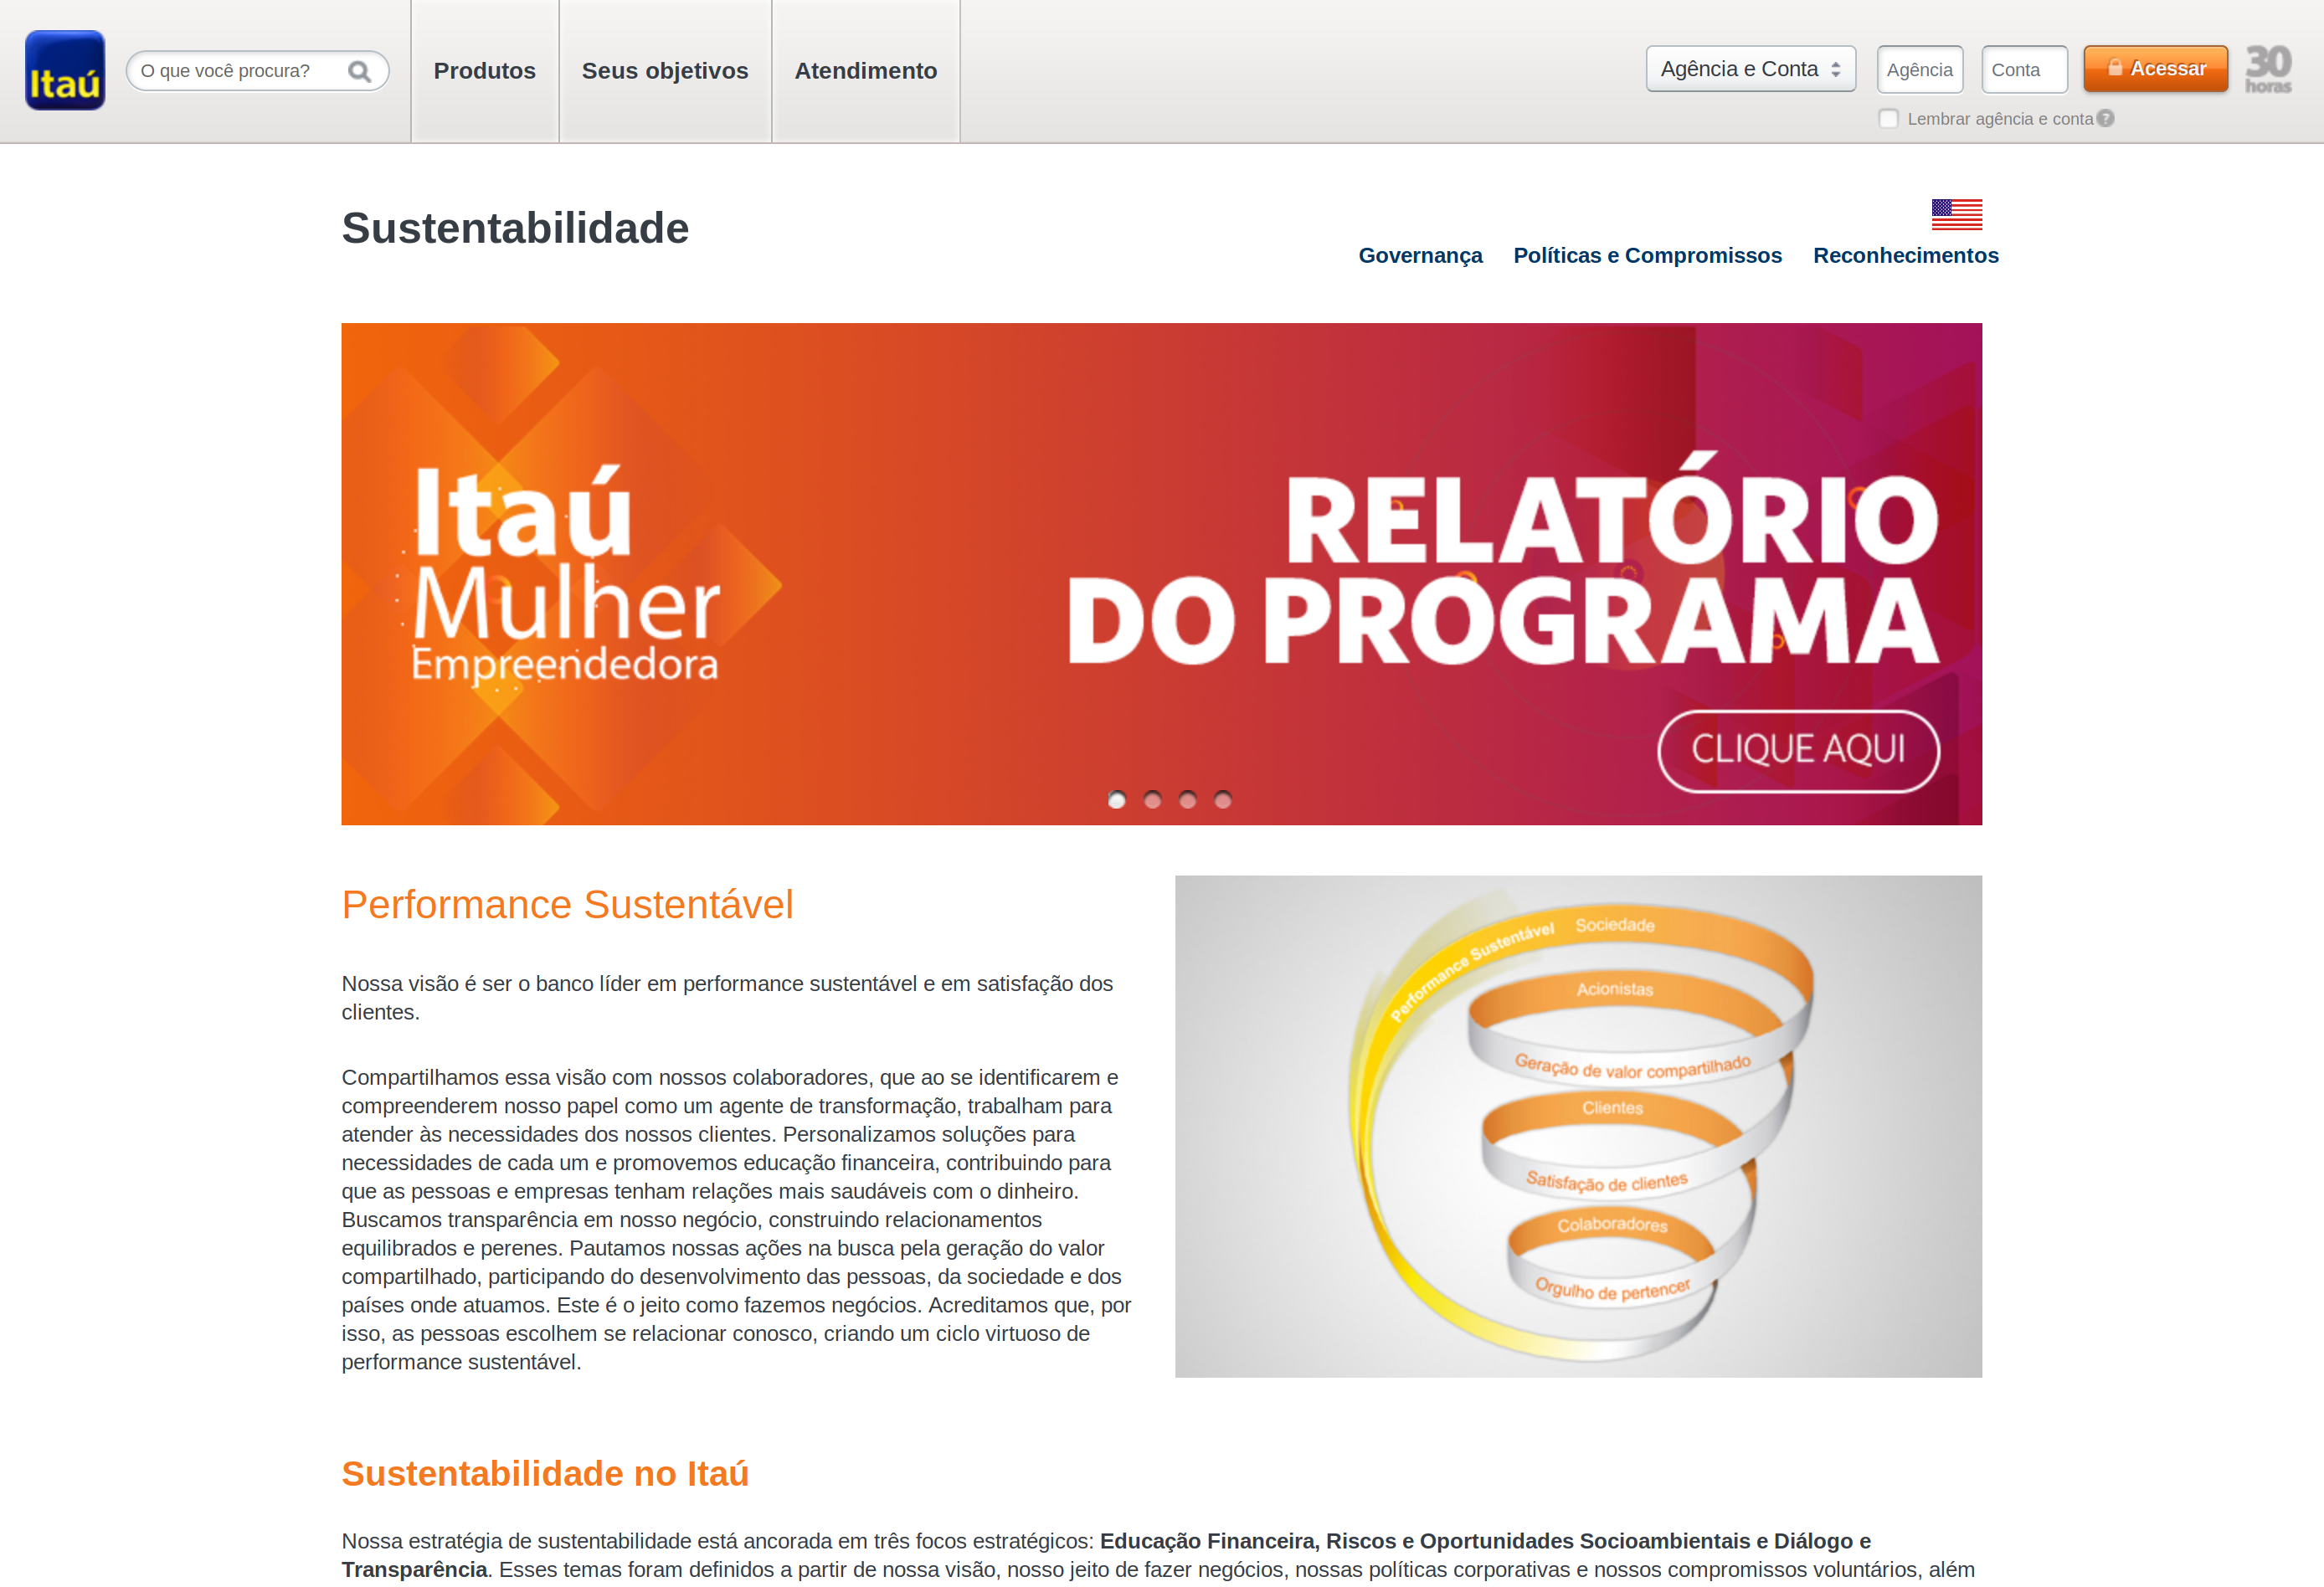 Itaú
O que você procura?
Produtos
Seus objetivos
Atendimento
Agência e Conta
Agência
Conta
Acessar
30
horas
Lembrar agência e conta ?
Sustentabilidade
Governança
Políticas e Compromissos
Reconhecimentos
Itaú
Mulher
Empreendedora
RELATÓRIO
DO PROGRAMA
CLIQUE AQUI
Performance Sustentável
Nossa visão é ser o banco líder em performance sustentável e em satisfação dos
clientes.
Compartilhamos essa visão com nossos colaboradores, que ao se identificarem e
compreenderem nosso papel como um agente de transformação, trabalham para
atender às necessidades dos nossos clientes. Personalizamos soluções para
necessidades de cada um e promovemos educação financeira, contribuindo para
que as pessoas e empresas tenham relações mais saudáveis com o dinheiro.
Buscamos transparência em nosso negócio, construindo relacionamentos
equilibrados e perenes. Pautamos nossas ações na busca pela geração do valor
compartilhado, participando do desenvolvimento das pessoas, da sociedade e dos
países onde atuamos. Este é o jeito como fazemos negócios. Acreditamos que, por
isso, as pessoas escolhem se relacionar conosco, criando um ciclo virtuoso de
performance sustentável.
Performance Sustentável
Sociedade
Acionistas
Geração de valor compartilhado
Clientes
Satisfação de clientes
Colaboradores
Orgulho de pertencer
Sustentabilidade no Itaú
Nossa estratégia de sustentabilidade está ancorada em três focos estratégicos: Educação Financeira, Riscos e Oportunidades Socioambientais e Diálogo e
Transparência. Esses temas foram definidos a partir de nossa visão, nosso jeito de fazer negócios, nossas políticas corporativas e nossos compromissos voluntários, além